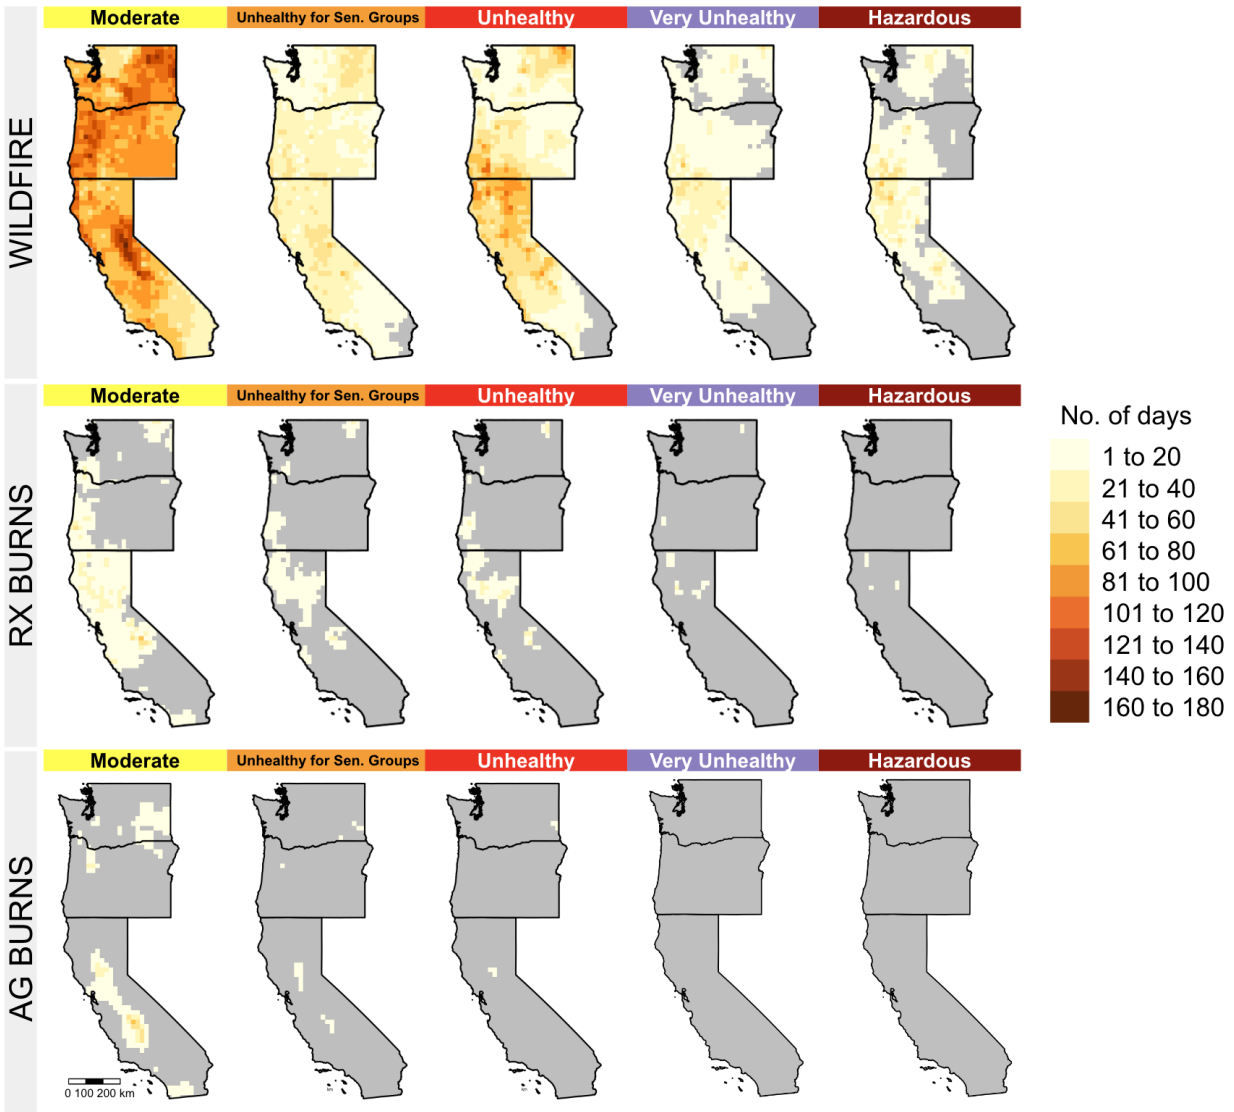 Moderate
Unhealthy for Sen. Groups
Unhealthy
Very Unhealthy
Hazardous
WILDFIRE
Moderate
Unhealthy for Sen. Groups
Unhealthy
Very Unhealthy
Hazardous
RX BURNS
No. of days
1 to 20
21 to 40
41 to 60
61 to 80
81 to 100
101 to 120
121 to 140
140 to 160
160 to 180
Moderate
Unhealthy for Sen. Groups
Unhealthy
Very Unhealthy
Hazardous
AG BURNS
0 100 200 km